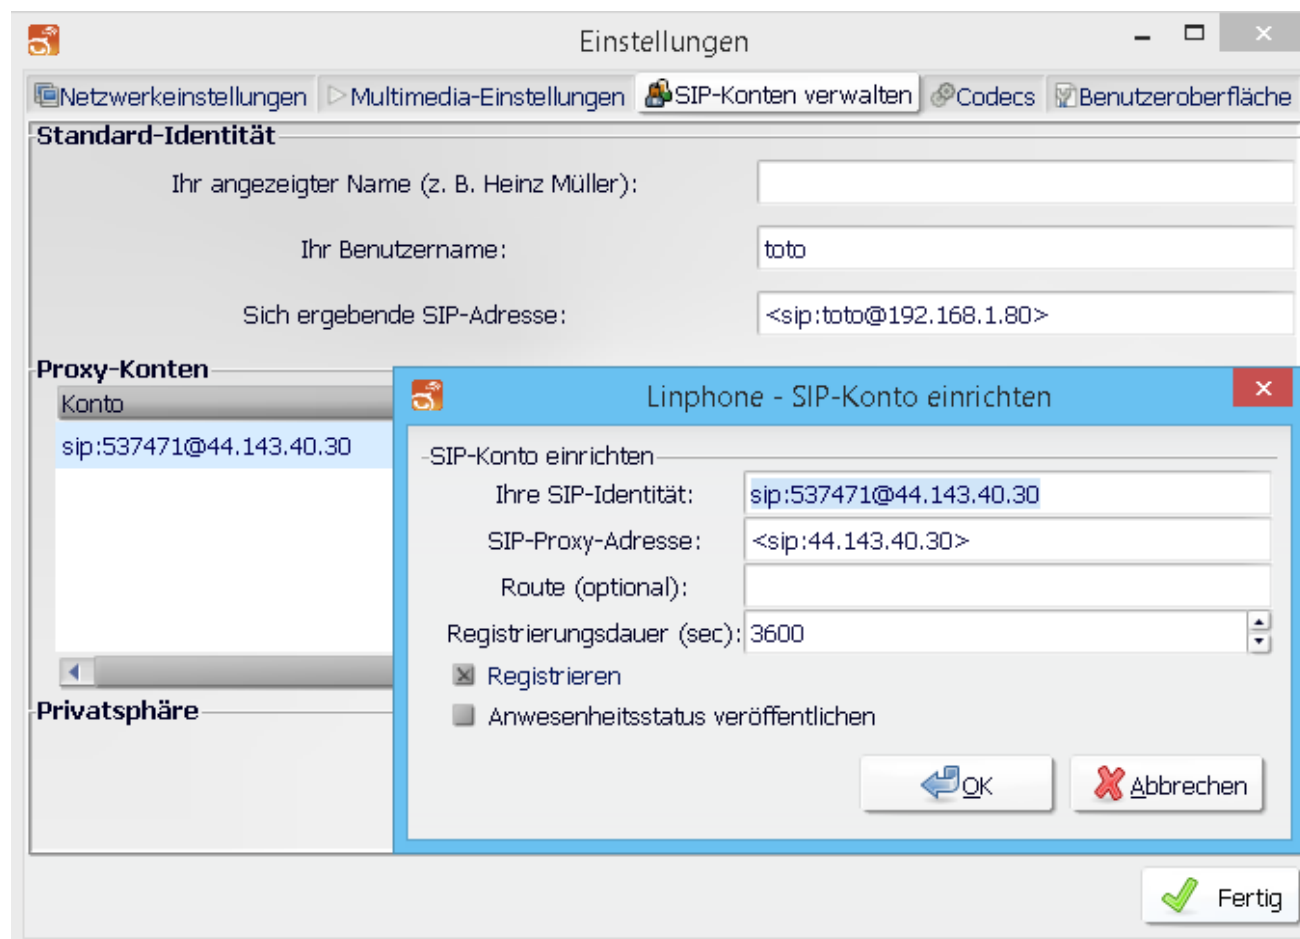 Einstellungen
Netzwerkeinstellungen Multimedia-Einstellungen SIP-Konten verwalten Codecs Benutzeroberfläche
Standard-Identität
Ihr angezeigter Name (z. B. Heinz Müller):
Ihr Benutzername: toto
Sich ergebende SIP-Adresse: <sip:toto@192.168.1.80>
Proxy-Konten
Konto
sip:537471@44.143.40.30
Linphone - SIP-Konto einrichten
SIP-Konto einrichten
Ihre SIP-Identität: sip:537471@44.143.40.30
SIP-Proxy-Adresse: <sip:44.143.40.30>
Route (optional):
Registrierungsdauer (sec): 3600
Registrieren
Anwesenheitsstatus veröffentlichen
OK Abbrechen
Privatsphäre
Fertig